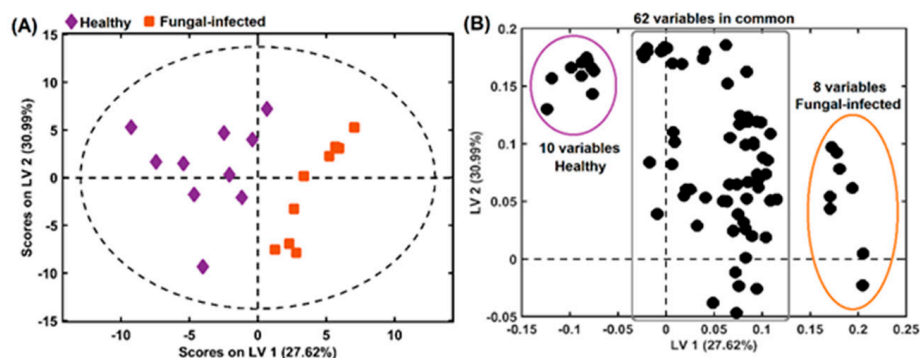 (A)
Healthy Fungal-infected
15
10
5
0
-5
-10
-15
-10
-5
0
5
10
Scores on LV 2 (30.99%)
Scores on LV 1 (27.62%)
(B)
62 variables in common
0.2
0.15
0.1
0.05
0
-0.05
10 variables
Healthy
8 variables
Fungal-infected
-0.15
-0.1
-0.05
0
0.05
0.1
0.15
0.2
0.25
LV 2 (30.99%)
LV 1 (27.62%)